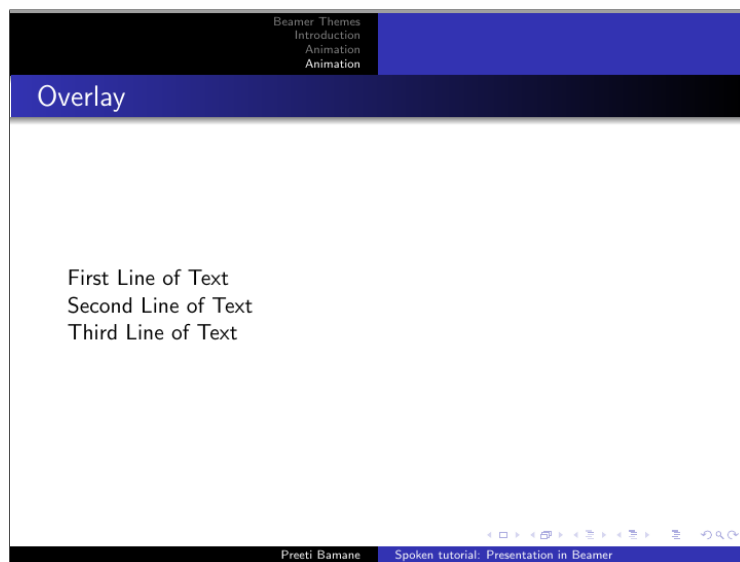 Beamer Themes
Introduction
Animation
Animation
Overlay
First Line of Text
Second Line of Text
Third Line of Text
Preeti Bamane
Spoken tutorial: Presentation in Beamer